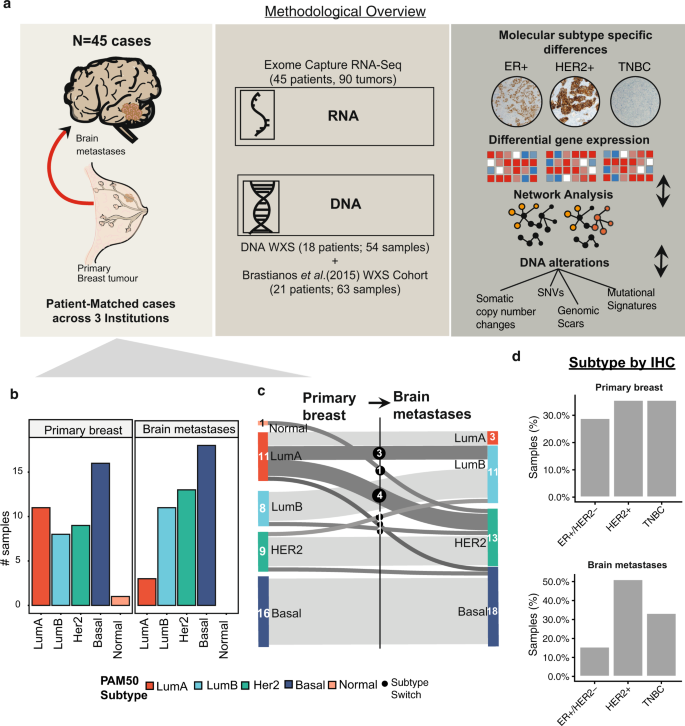 a
Methodological Overview
N=45 cases
Brain
metastases
Primary
Breast tumour
Patient-Matched cases
across 3 Institutions
Exome Capture RNA-Seq
(45 patients, 90 tumors)
RNA
DNA
DNA WXS (18 patients; 54 samples)
+
Brastianos et al.(2015) WXS Cohort
(21 patients; 63 samples)
Molecular subtype specific
differences
ER+ HER2+ TNBC
Differential gene expression
Network Analysis
DNA alterations
Somatic
copy number
changes
SNVs
Genomic
Scars
Mutational
Signatures
b
Primary breast Brain metastases
# samples
15
10
5
0
LumA LumB Her2 Basal Normal LumA LumB Her2 Basal Normal
c
Primary
breast
Brain
metastases
1 Normal
11 LumA
8 LumB
9 HER2
16 Basal
3
1
4
1
1
1
LumA 3
LumB 11
HER2 13
Basal 18
PAM50
Subtype
LumA LumB Her2 Basal Normal
Subtype
Switch
d
Subtype by IHC
Primary breast
Samples (%)
30.0%
20.0%
10.0%
0.0%
ER+/HER2− HER2+ TNBC
Brain metastases
Samples (%)
50.0%
40.0%
30.0%
20.0%
10.0%
0.0%
ER+/HER2− HER2+ TNBC